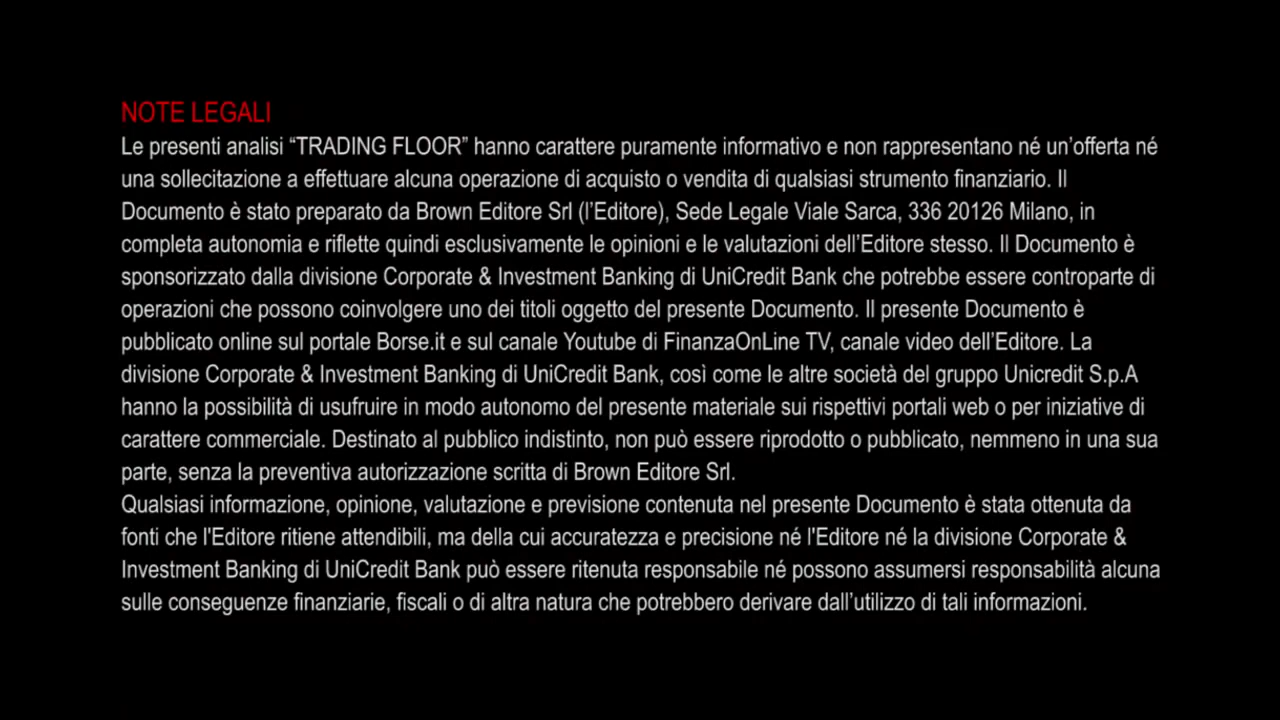 NOTE LEGALI
Le presenti analisi “TRADING FLOOR” hanno carattere puramente informativo e non rappresentano né un’offerta né
una sollecitazione a effettuare alcuna operazione di acquisto o vendita di qualsiasi strumento finanziario. Il
Documento è stato preparato da Brown Editore Srl (l’Editore), Sede Legale Viale Sarca, 336 20126 Milano, in
completa autonomia e riflette quindi esclusivamente le opinioni e le valutazioni dell’Editore stesso. Il Documento è
sponsorizzato dalla divisione Corporate & Investment Banking di UniCredit Bank che potrebbe essere controparte di
operazioni che possono coinvolgere uno dei titoli oggetto del presente Documento. Il presente Documento è
pubblicato online sul portale Borse.it e sul canale Youtube di FinanzaOnLine TV, canale video dell’Editore. La
divisione Corporate & Investment Banking di UniCredit Bank, così come le altre società del gruppo Unicredit S.p.A
hanno la possibilità di usufruire in modo autonomo del presente materiale sui rispettivi portali web o per iniziative di
carattere commerciale. Destinato al pubblico indistinto, non può essere riprodotto o pubblicato, nemmeno in una sua
parte, senza la preventiva autorizzazione scritta di Brown Editore Srl.
Qualsiasi informazione, opinione, valutazione e previsione contenuta nel presente Documento è stata ottenuta da
fonti che l'Editore ritiene attendibili, ma della cui accuratezza e precisione né l'Editore né la divisione Corporate &
Investment Banking di UniCredit Bank può essere ritenuta responsabile né possono assumersi responsabilità alcuna
sulle conseguenze finanziarie, fiscali o di altra natura che potrebbero derivare dall’utilizzo di tali informazioni.